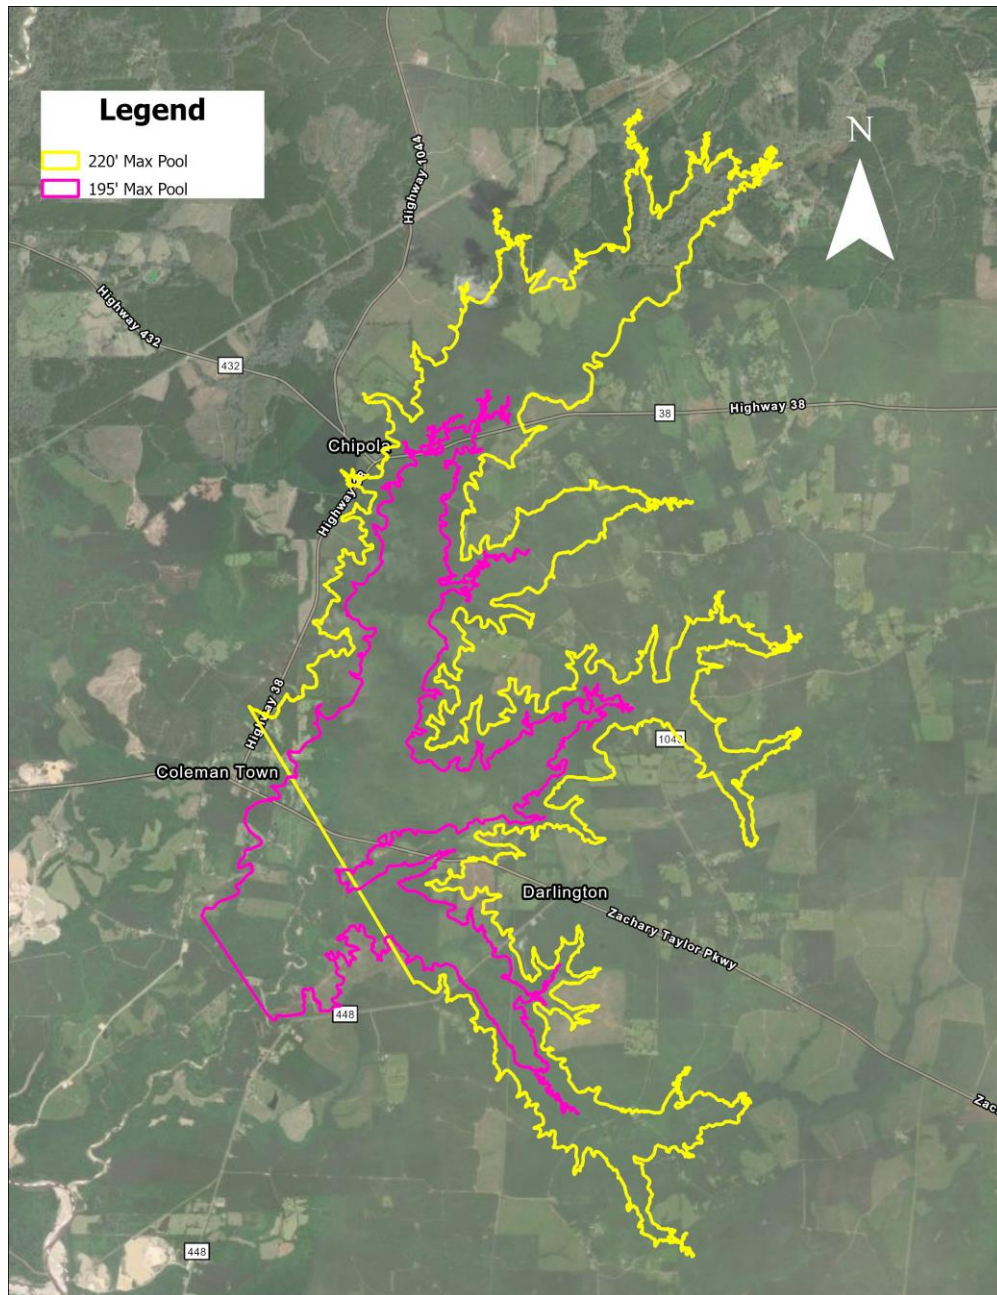 Legend
220' Max Pool
195' Max Pool
N
Highway 1044
Highway 432
432
38
Highway 38
Chipola
Highway 38
Highway 38
Coleman Town
1043
Darlington
Zachary Taylor Pkwy
448
Zac
448